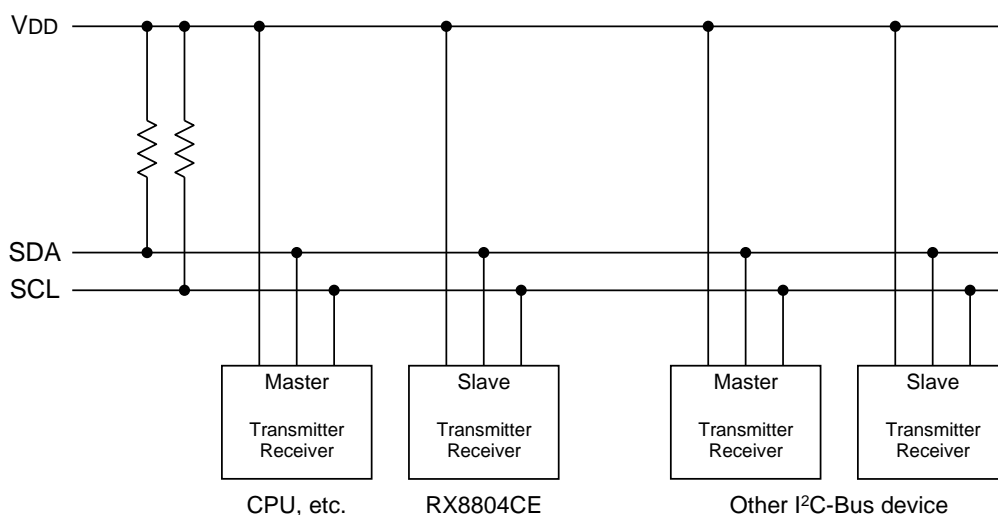 VDD
SDA
SCL
Master
Transmitter
Receiver
Slave
Transmitter
Receiver
Master
Transmitter
Receiver
Slave
Transmitter
Receiver
CPU, etc.
RX8804CE
Other I²C-Bus device